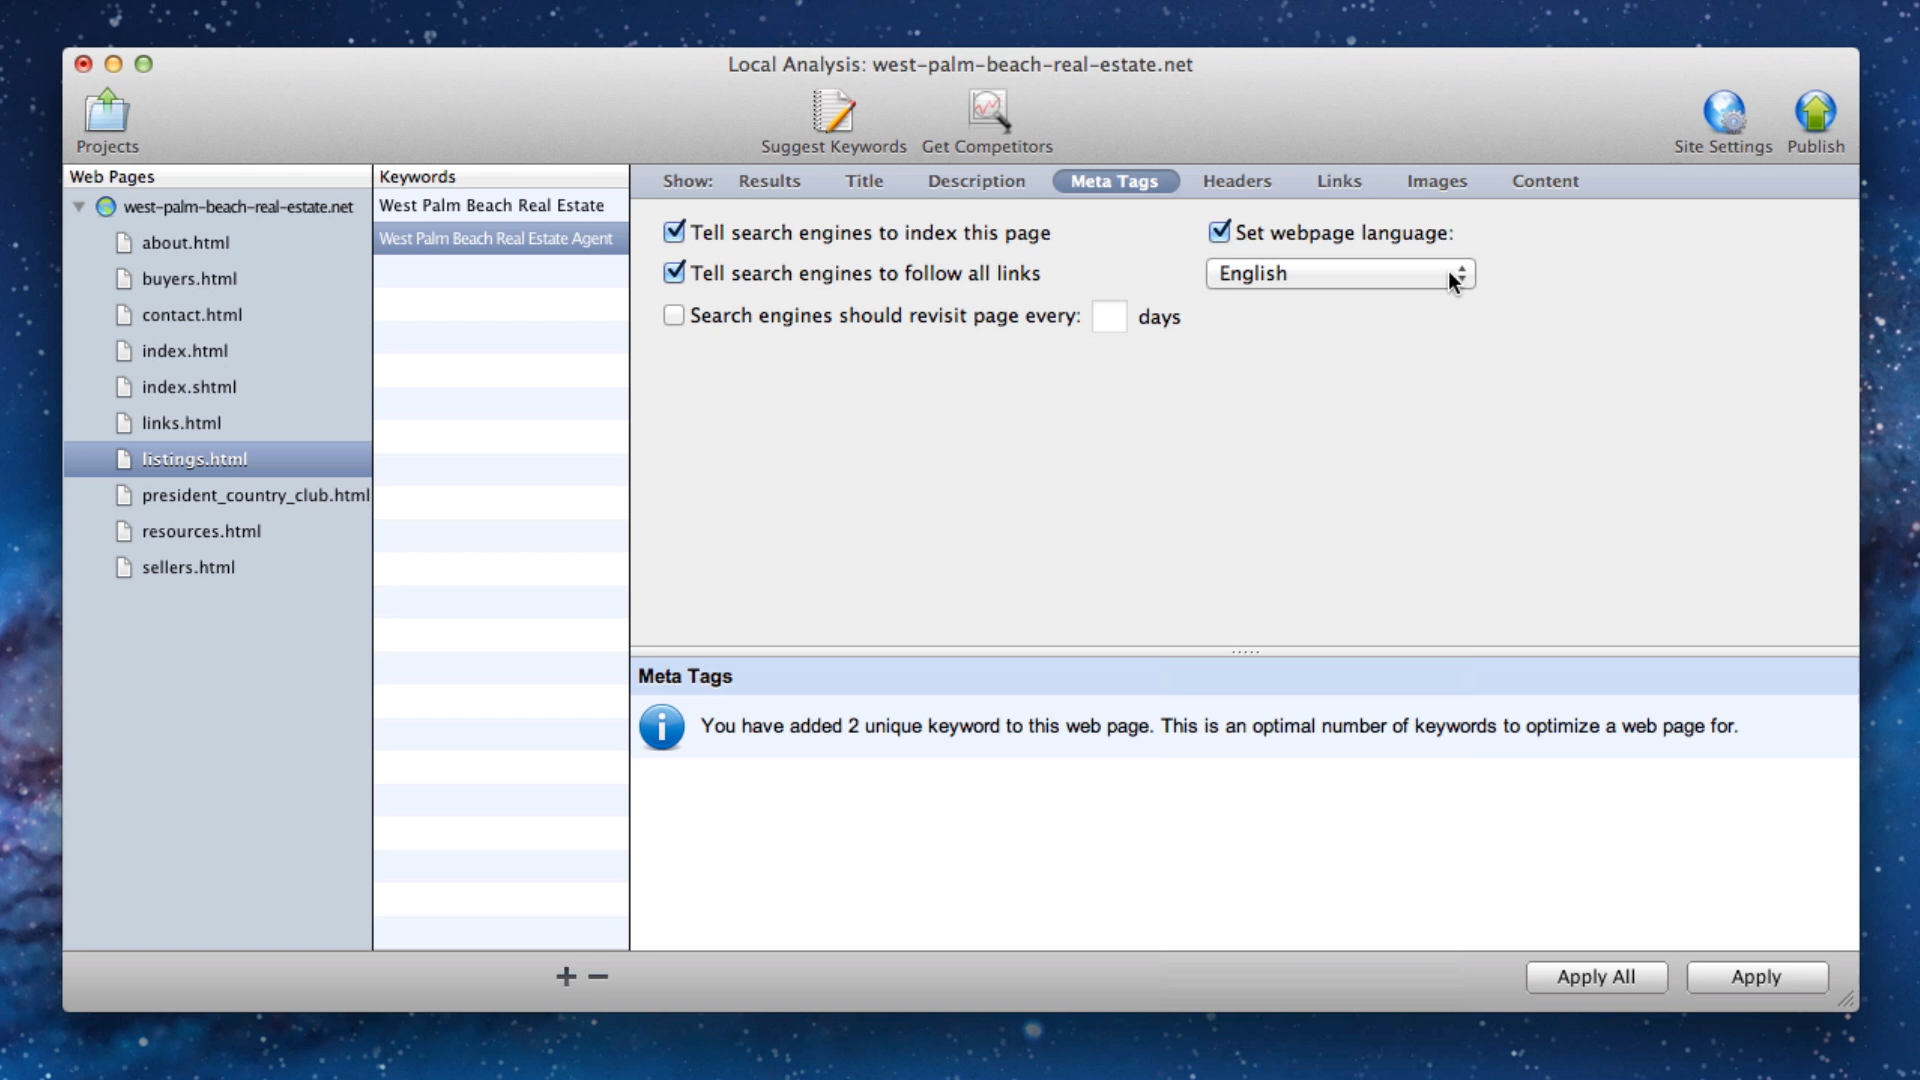 Local Analysis: west-palm-beach-real-estate.net
Projects
Suggest Keywords
Get Competitors
Site Settings
Publish
Web Pages
west-palm-beach-real-estate.net
about.html
buyers.html
contact.html
index.html
index.shtml
links.html
listings.html
president_country_club.html
resources.html
sellers.html
Keywords
West Palm Beach Real Estate
West Palm Beach Real Estate Agent
Show: Results Title Description Meta Tags Headers Links Images Content
Tell search engines to index this page
Tell search engines to follow all links
Search engines should revisit page every: days
Set webpage language:
English
Meta Tags
You have added 2 unique keyword to this web page. This is an optimal number of keywords to optimize a web page for.
Apply All
Apply